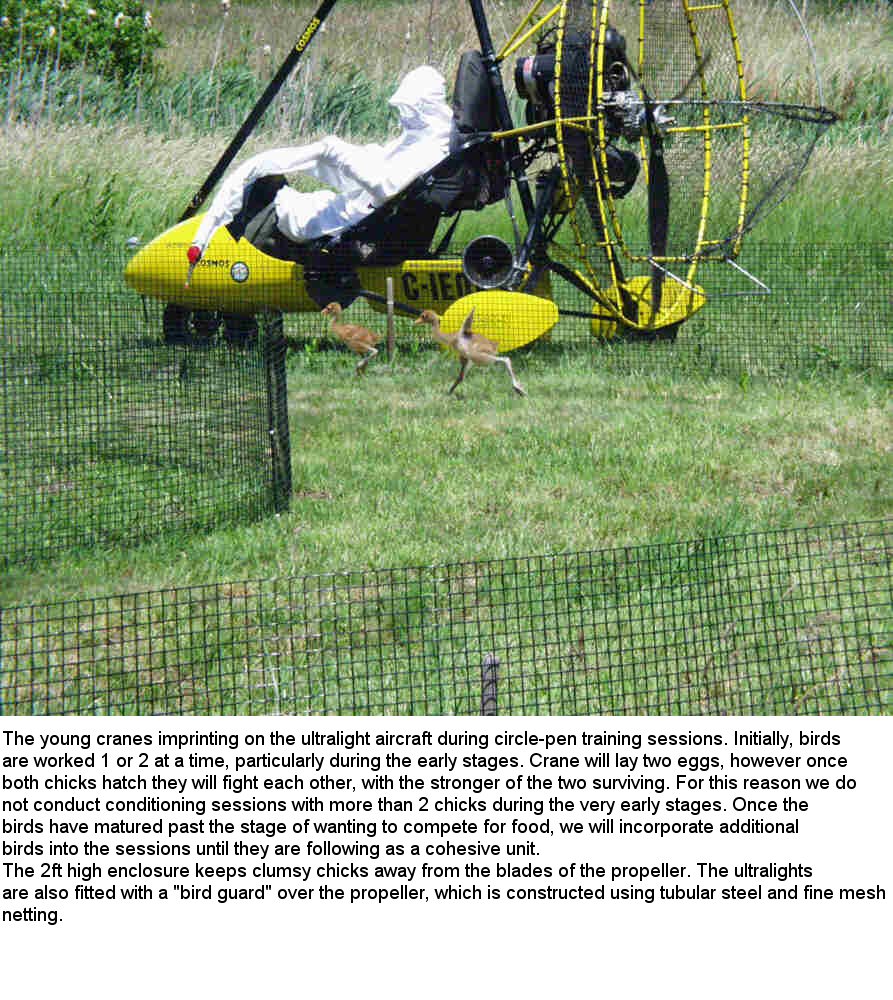 COSMOS
COSMOS
C-IEO
The young cranes imprinting on the ultralight aircraft during circle-pen training sessions. Initially, birds
are worked 1 or 2 at a time, particularly during the early stages. Crane will lay two eggs, however once
both chicks hatch they will fight each other, with the stronger of the two surviving. For this reason we do
not conduct conditioning sessions with more than 2 chicks during the very early stages. Once the
birds have matured past the stage of wanting to compete for food, we will incorporate additional
birds into the sessions until they are following as a cohesive unit.
The 2ft high enclosure keeps clumsy chicks away from the blades of the propeller. The ultralights
are also fitted with a "bird guard" over the propeller, which is constructed using tubular steel and fine mesh
netting.